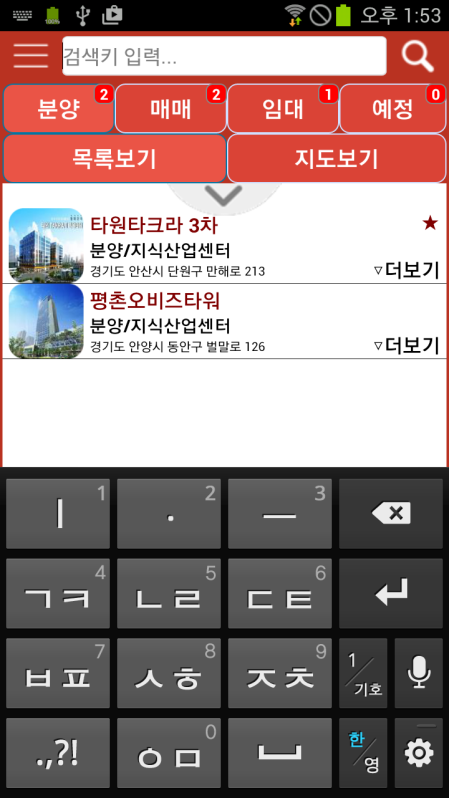 100%
오후 1:53
검색키 입력...
분양 2 매매 2 임대 1 예정 0
목록보기 지도보기
타원타크라 3차 ★
분양/지식산업센터
경기도 안산시 단원구 만해로 213 ▽더보기
평촌오비즈타워
분양/지식산업센터
경기도 안양시 동안구 벌말로 126 ▽더보기
ㅣ 1 · 2 ㅡ 3
ㄱㅋ 4 ㄴㄹ 5 ㄷㅌ 6
ㅂㅍ 7 ㅅㅎ 8 ㅈㅊ 9 1/기호
.,?! ㅇㅁ 0 한/영